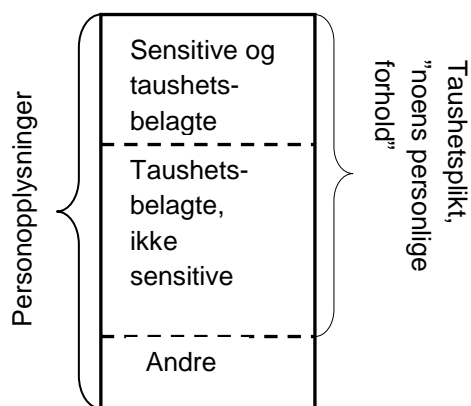 Personopplysninger
Sensitive og
taushets-
belagte
Taushets-
belagte,
ikke
sensitive
Andre
Taushetsplikt,
”noens personlige
forhold”